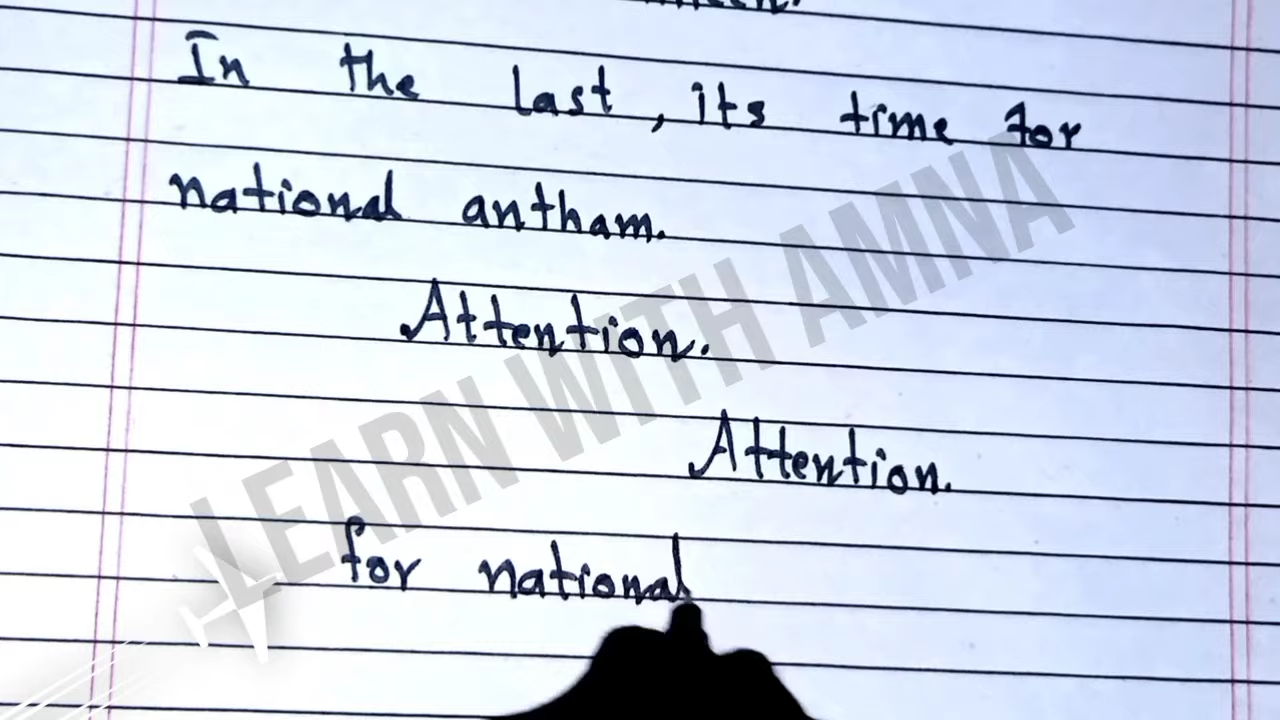 In the last, its time for
national antham.
Attention.
Attention.
for national
LEARN WITH AMNA